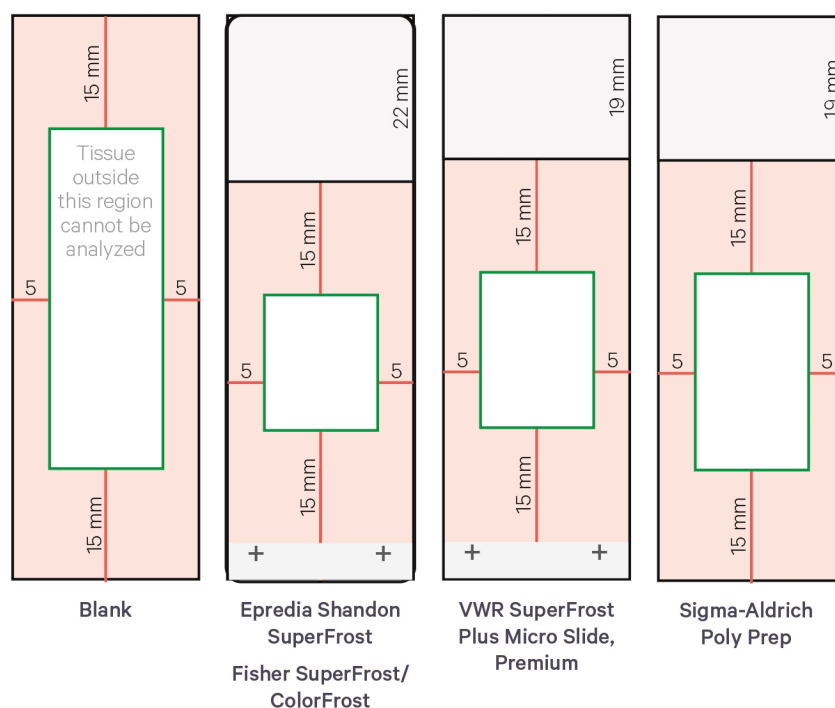 15 mm
Tissue
outside
this region
cannot be
analyzed
5
5
15 mm
Blank
22 mm
15 mm
5
5
15 mm
+ +
Epredia Shandon
SuperFrost
Fisher SuperFrost/
ColorFrost
19 mm
15 mm
5
5
15 mm
+ +
VWR SuperFrost
Plus Micro Slide,
Premium
19 mm
15 mm
5
5
15 mm
Sigma-Aldrich
Poly Prep